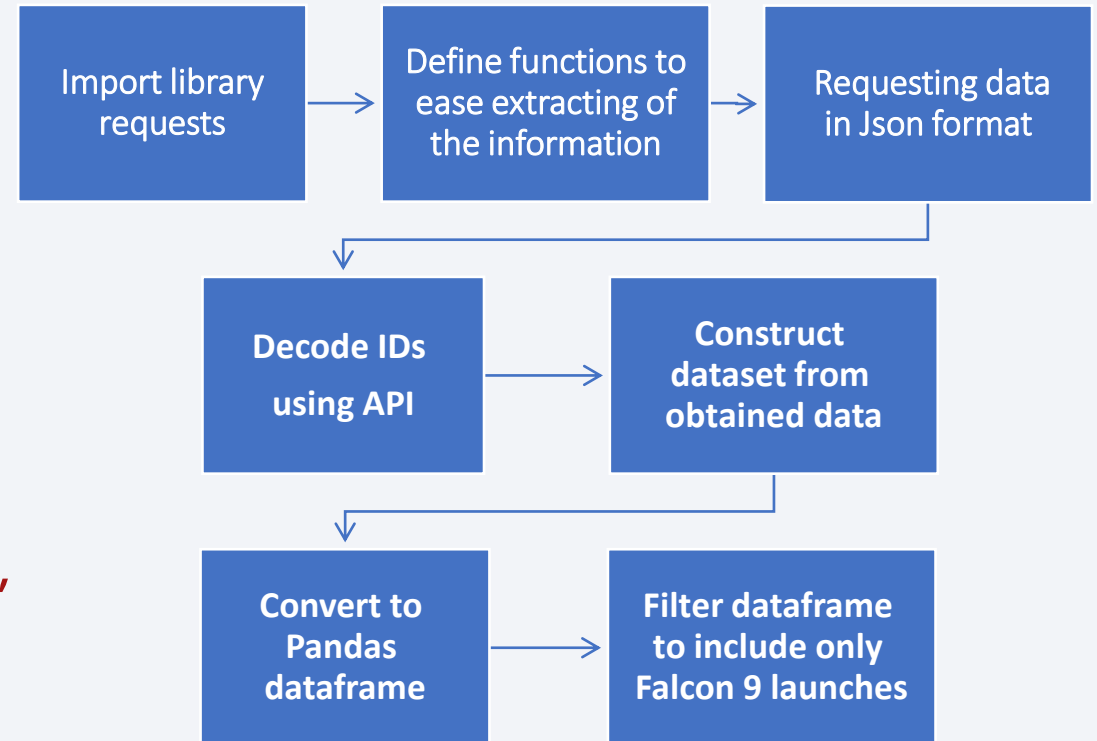 Import library
requests
Define functions to
ease extracting of
the information
Requesting data
in Json format
Decode IDs
using API
Construct
dataset from
obtained data
Convert to
Pandas
dataframe
Filter dataframe
to include only
Falcon 9 launches